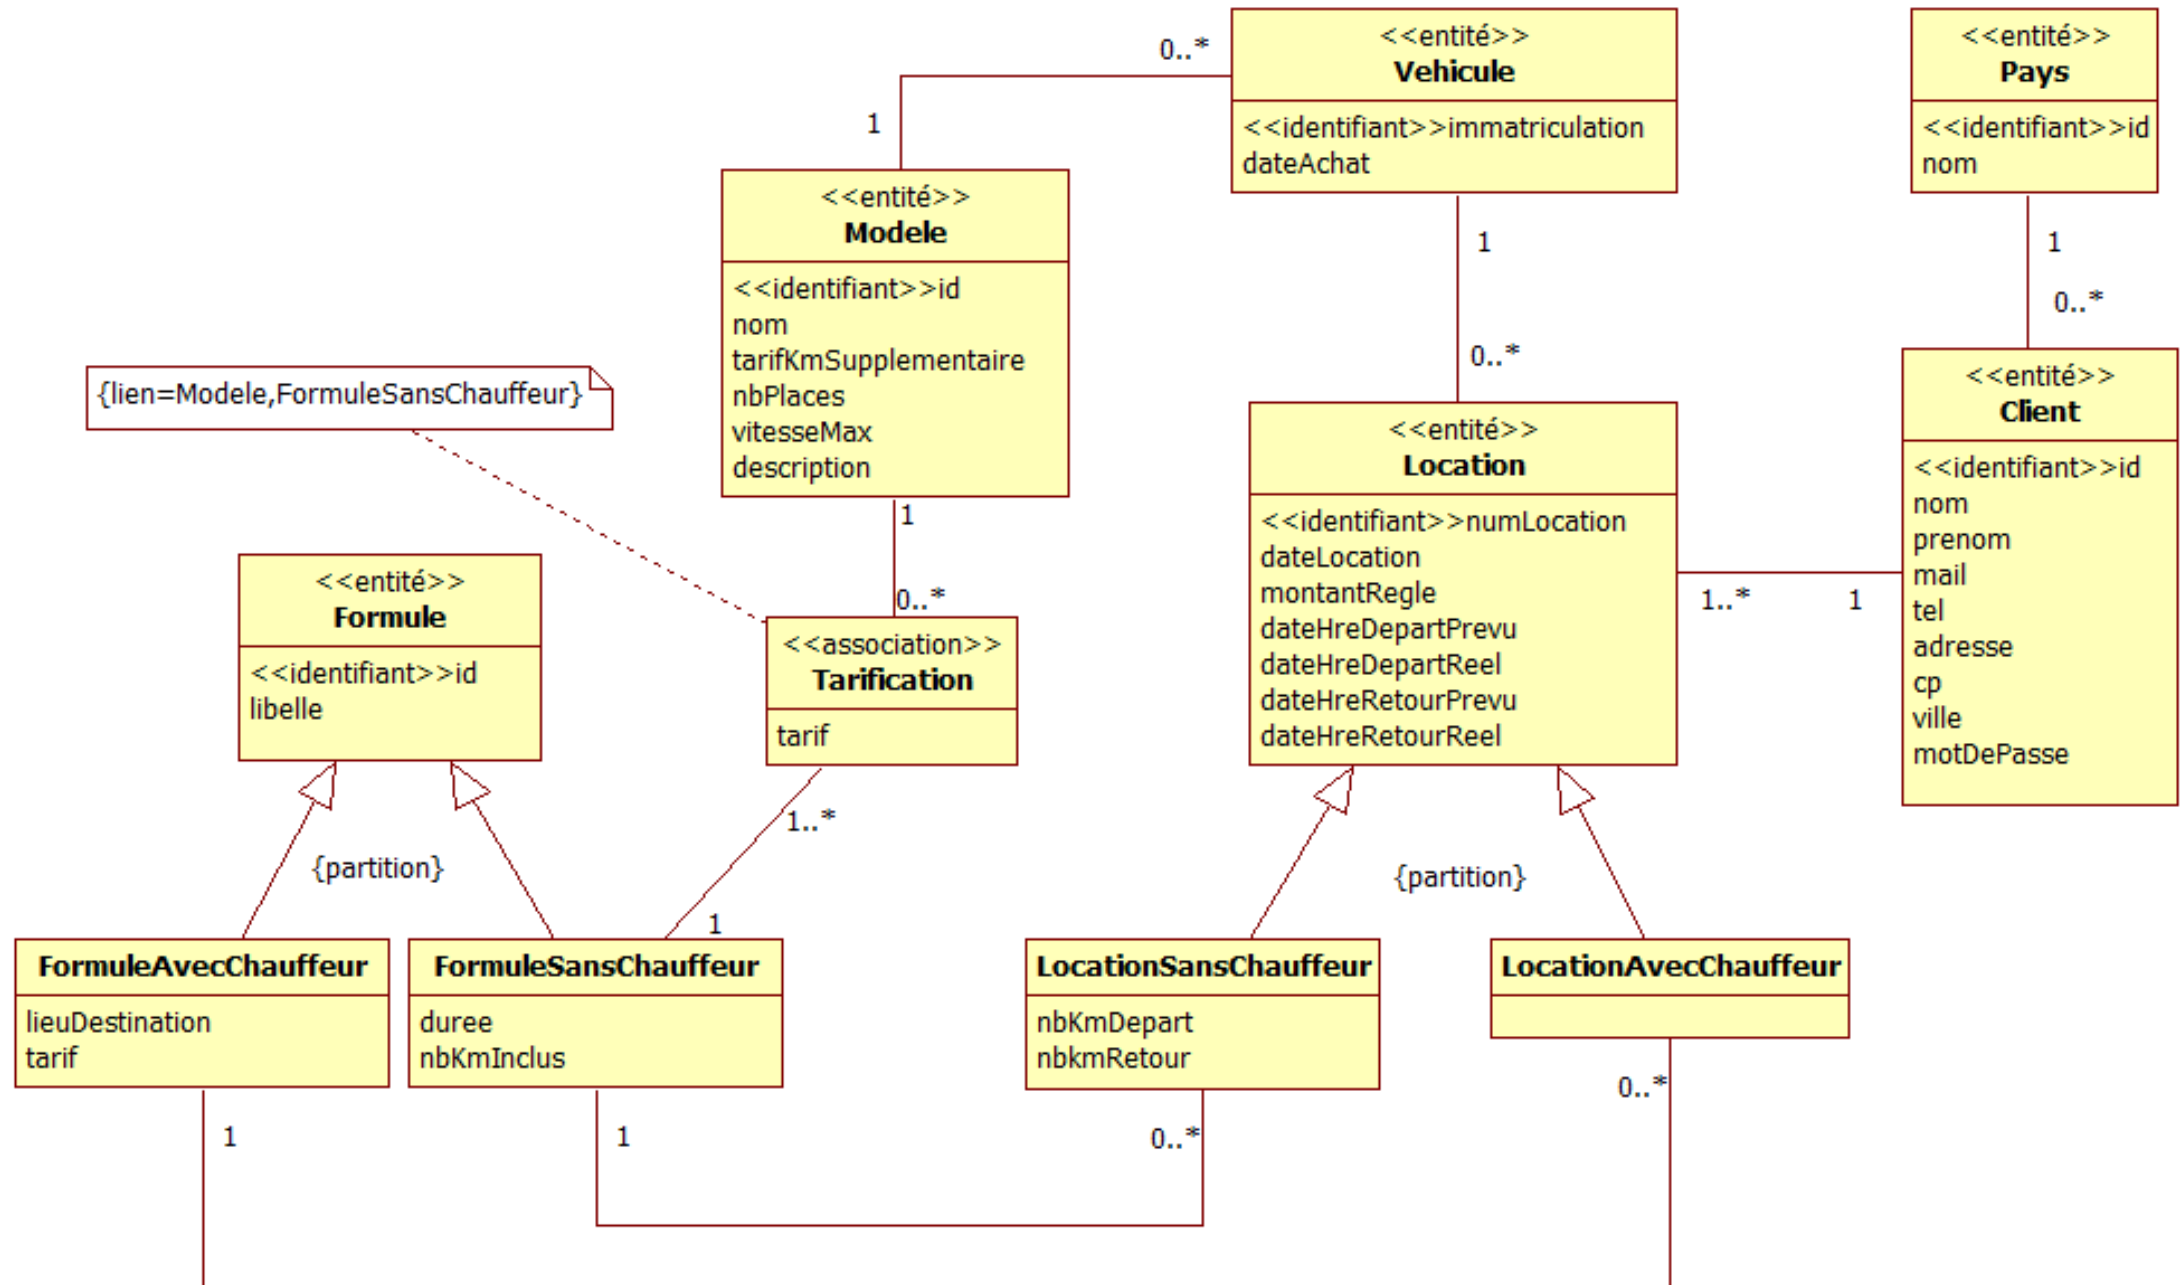 <<entité>>
Vehicule
<<identifiant>>immatriculation
dateAchat
<<entité>>
Pays
<<identifiant>>id
nom
0..*
1
1
0..*
1
0..*
<<entité>>
Modele
<<identifiant>>id
nom
tarifKmSupplementaire
nbPlaces
vitesseMax
description
{lien=Modele,FormuleSansChauffeur}
<<entité>>
Client
<<identifiant>>id
nom
prenom
mail
tel
adresse
cp
ville
motDePasse
<<entité>>
Location
<<identifiant>>numLocation
dateLocation
montantRegle
dateHreDepartPrevu
dateHreDepartReel
dateHreRetourPrevu
dateHreRetourReel
1..*
1
1
0..*
<<entité>>
Formule
<<identifiant>>id
libelle
<<association>>
Tarification
tarif
1..*
1
{partition}
{partition}
FormuleAvecChauffeur
lieuDestination
tarif
FormuleSansChauffeur
duree
nbKmInclus
LocationSansChauffeur
nbKmDepart
nbkmRetour
LocationAvecChauffeur
1
1
0..*
0..*